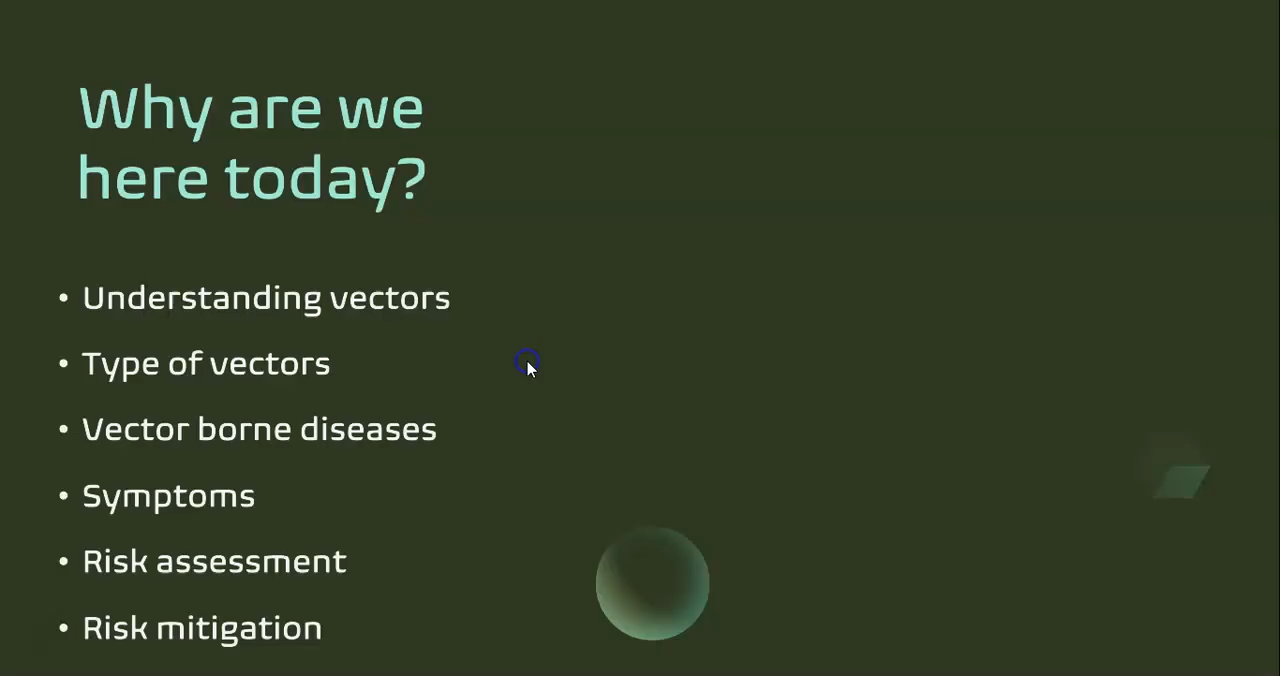 Why are we
here today?
• Understanding vectors
• Type of vectors
• Vector borne diseases
• Symptoms
• Risk assessment
• Risk mitigation